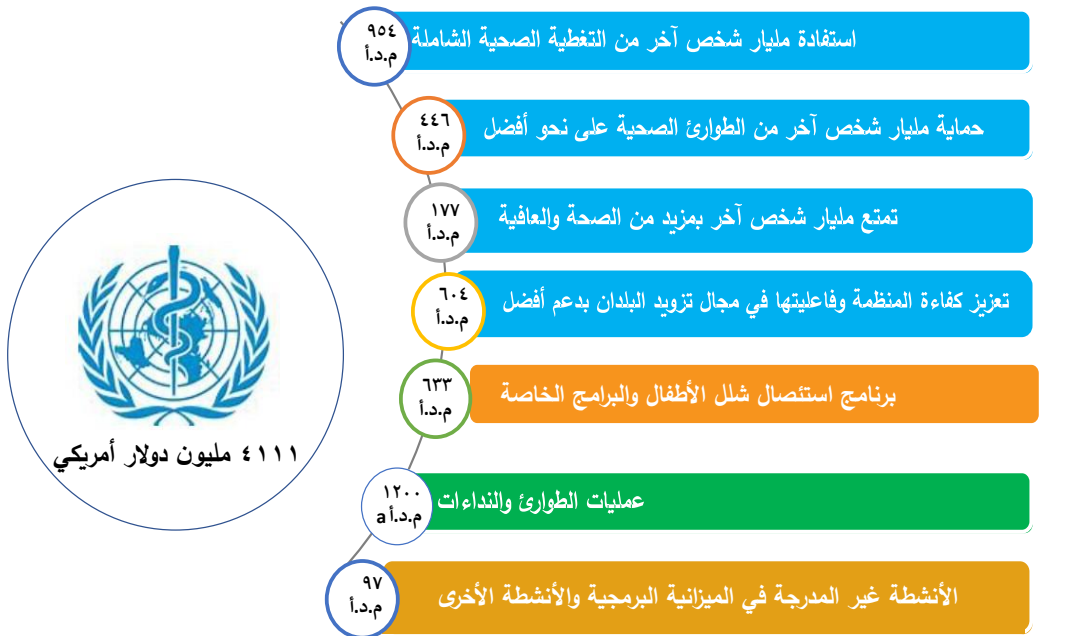 استفادة مليار شخص آخر من التغطية الصحية الشاملة
٩٥٤
م.د.أ
حماية مليار شخص آخر من الطوارئ الصحية على نحو أفضل
٤٤٦
م.د.أ
تمتع مليار شخص آخر بمزيد من الصحة والعافية
١٧٧
م.د.أ
تعزيز كفاءة المنظمة وفاعليتها في مجال تزويد البلدان بدعم أفضل
٦٠٤
م.د.أ
برنامج استئصال شلل الأطفال والبرامج الخاصة
٦٣٣
م.د.أ
عمليات الطوارئ والنداءات
١٢٠٠
م.د.أ a
الأنشطة غير المدرجة في الميزانية البرمجية والأنشطة الأخرى
٩٧
م.د.أ
٤١١١ مليون دولار أمريكي